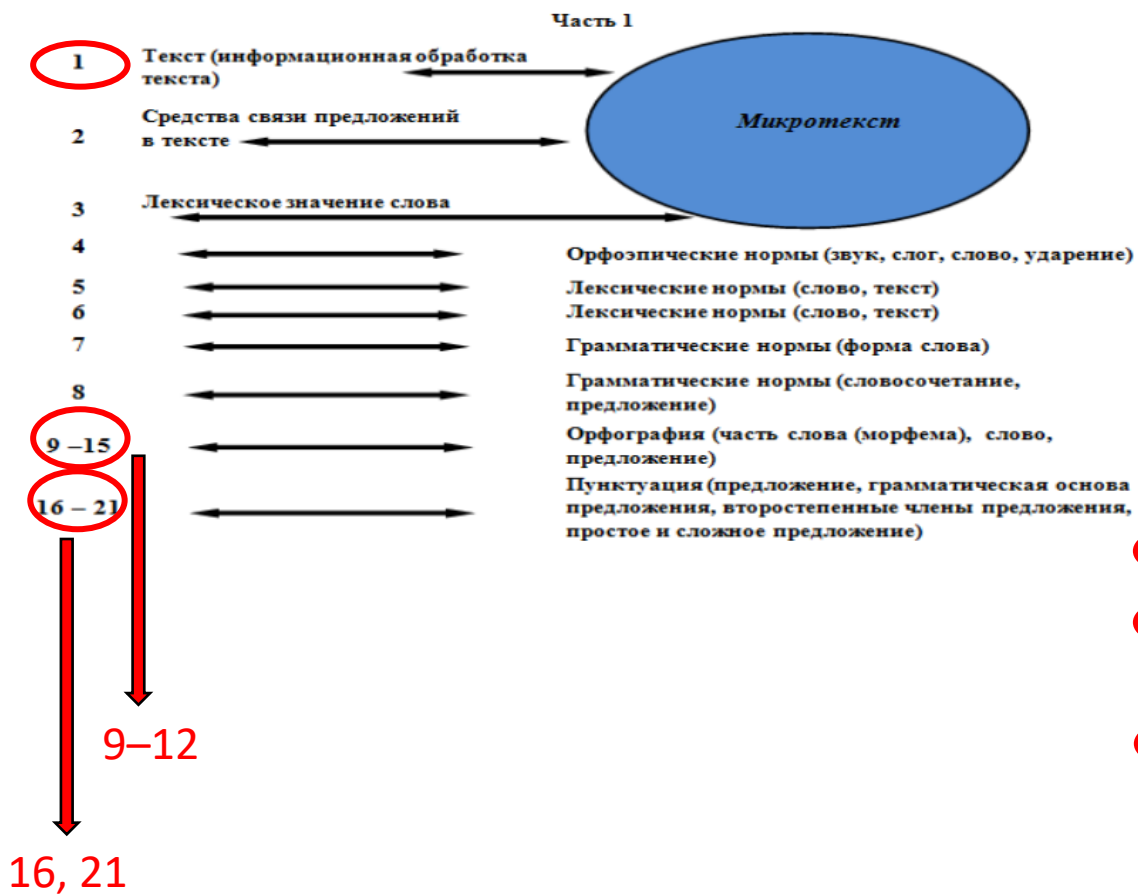 Часть 1
1 Текст (информационная обработка
текста)
Микротекст
2 Средства связи предложений
в тексте
3 Лексическое значение слова
4 Орфоэпические нормы (звук, слог, слово, ударение)
5 Лексические нормы (слово, текст)
6 Лексические нормы (слово, текст)
7 Грамматические нормы (форма слова)
8 Грамматические нормы (словосочетание,
предложение)
9 –15 Орфография (часть слова (морфема), слово,
предложение)
16 – 21 Пунктуация (предложение, грамматическая основа
предложения, второстепенные члены предложения,
простое и сложное предложение)
9–12
16, 21